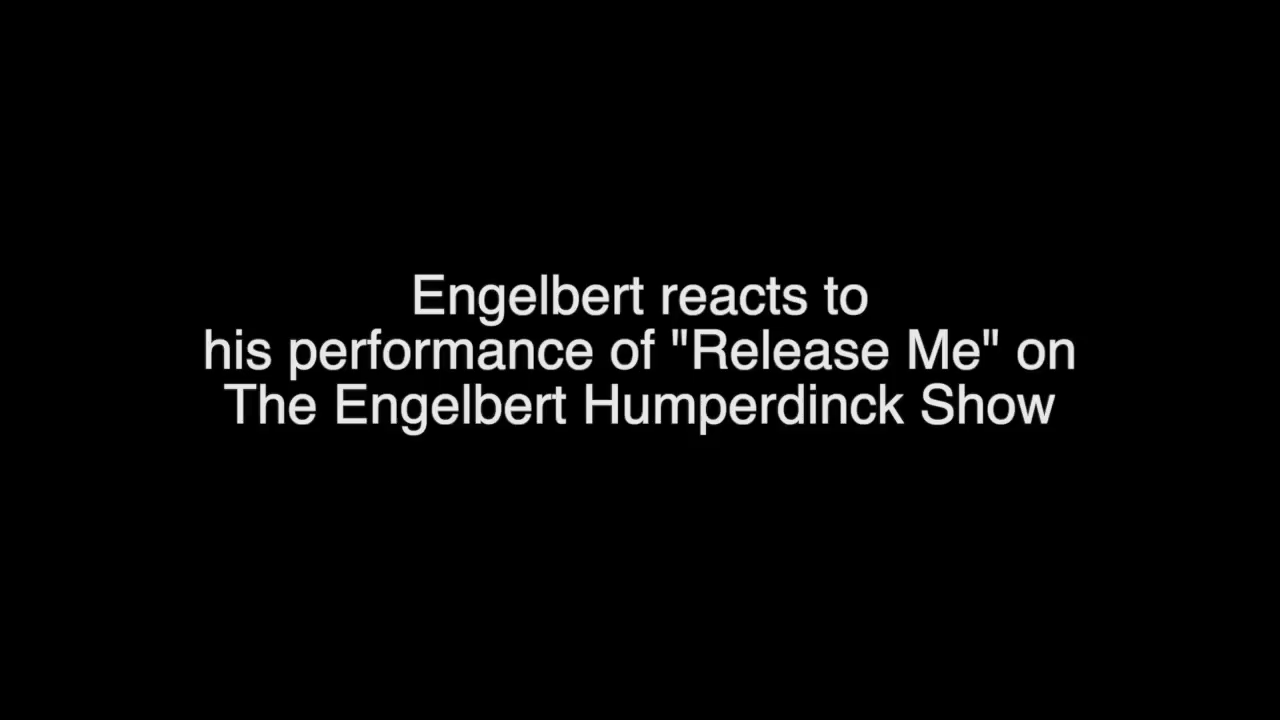 Engelbert reacts to
his performance of "Release Me" on
The Engelbert Humperdinck Show